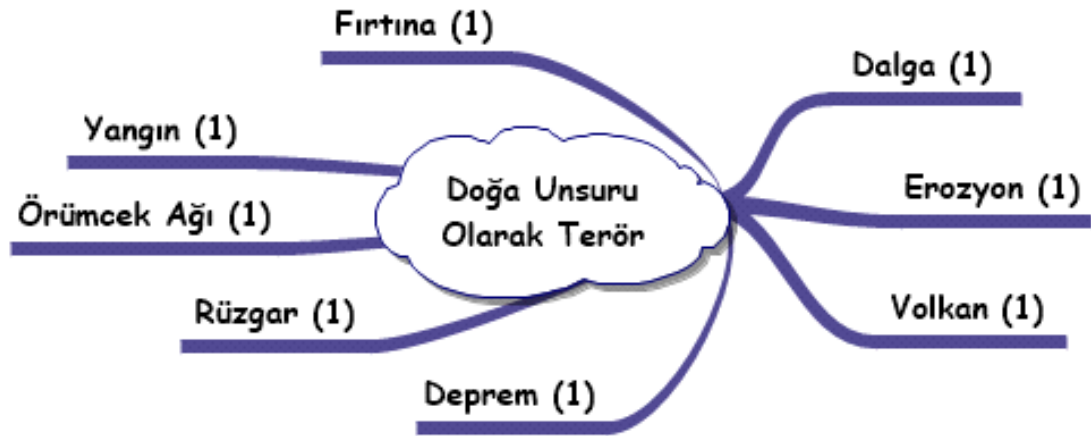 Fırtına (1)
Dalga (1)
Yangın (1)
Doğa Unsuru
Olarak Terör
Erozyon (1)
Örümcek Ağı (1)
Rüzgar (1)
Volkan (1)
Deprem (1)